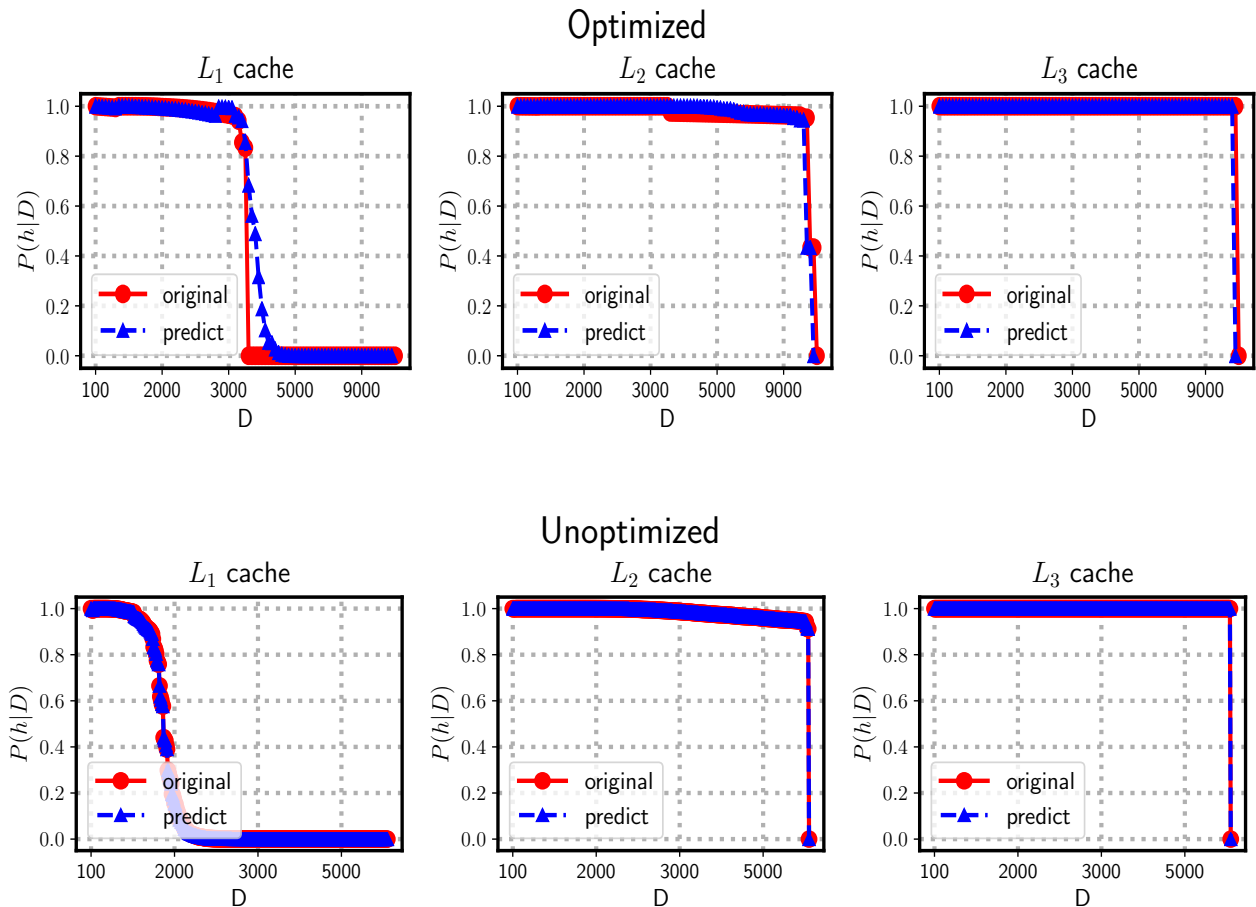 Optimized
L₁ cache
L₂ cache
L₃ cache
P(h|D)
1.0
0.8
0.6
0.4
0.2
0.0
original
predict
100 2000 3000 5000 9000
D
P(h|D)
1.0
0.8
0.6
0.4
0.2
0.0
original
predict
100 2000 3000 5000 9000
D
P(h|D)
1.0
0.8
0.6
0.4
0.2
0.0
original
predict
100 2000 3000 5000 9000
D
Unoptimized
L₁ cache
L₂ cache
L₃ cache
P(h|D)
1.0
0.8
0.6
0.4
0.2
0.0
original
predict
100 2000 3000 5000
D
P(h|D)
1.0
0.8
0.6
0.4
0.2
0.0
original
predict
100 2000 3000 5000
D
P(h|D)
1.0
0.8
0.6
0.4
0.2
0.0
original
predict
100 2000 3000 5000
D